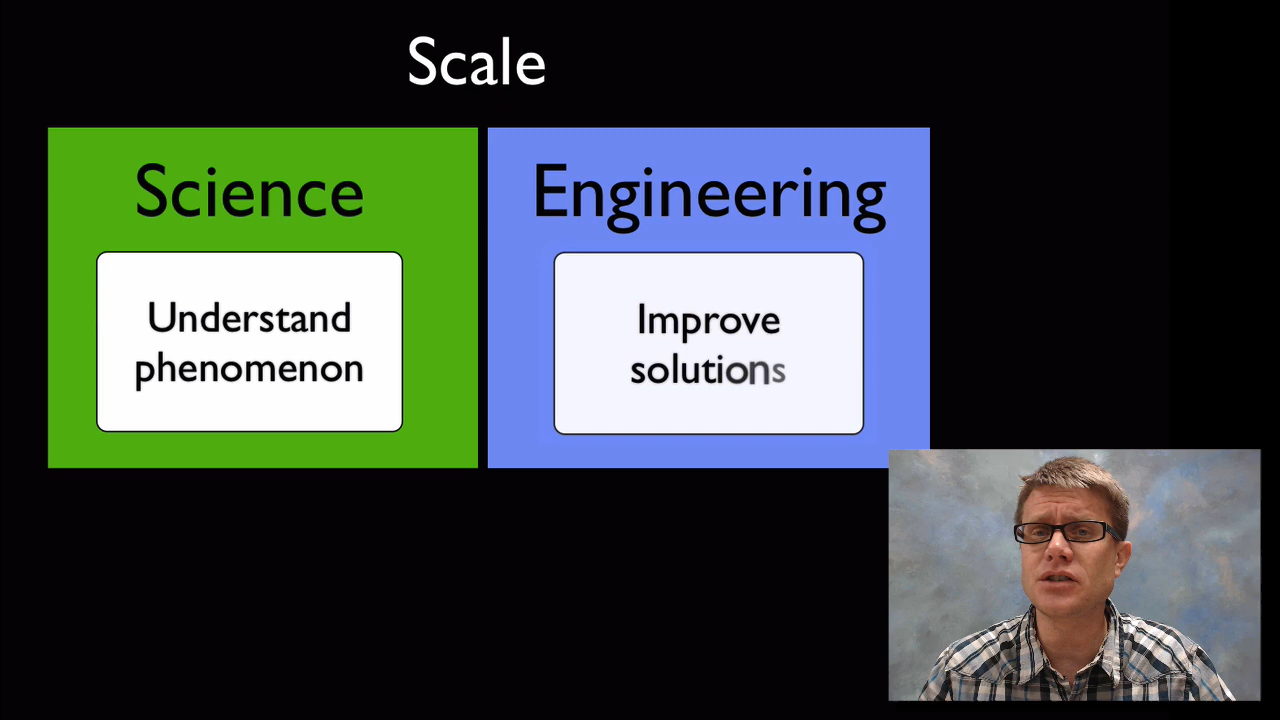 Scale
Science
Understand
phenomenon
Engineering
Improve
solutions